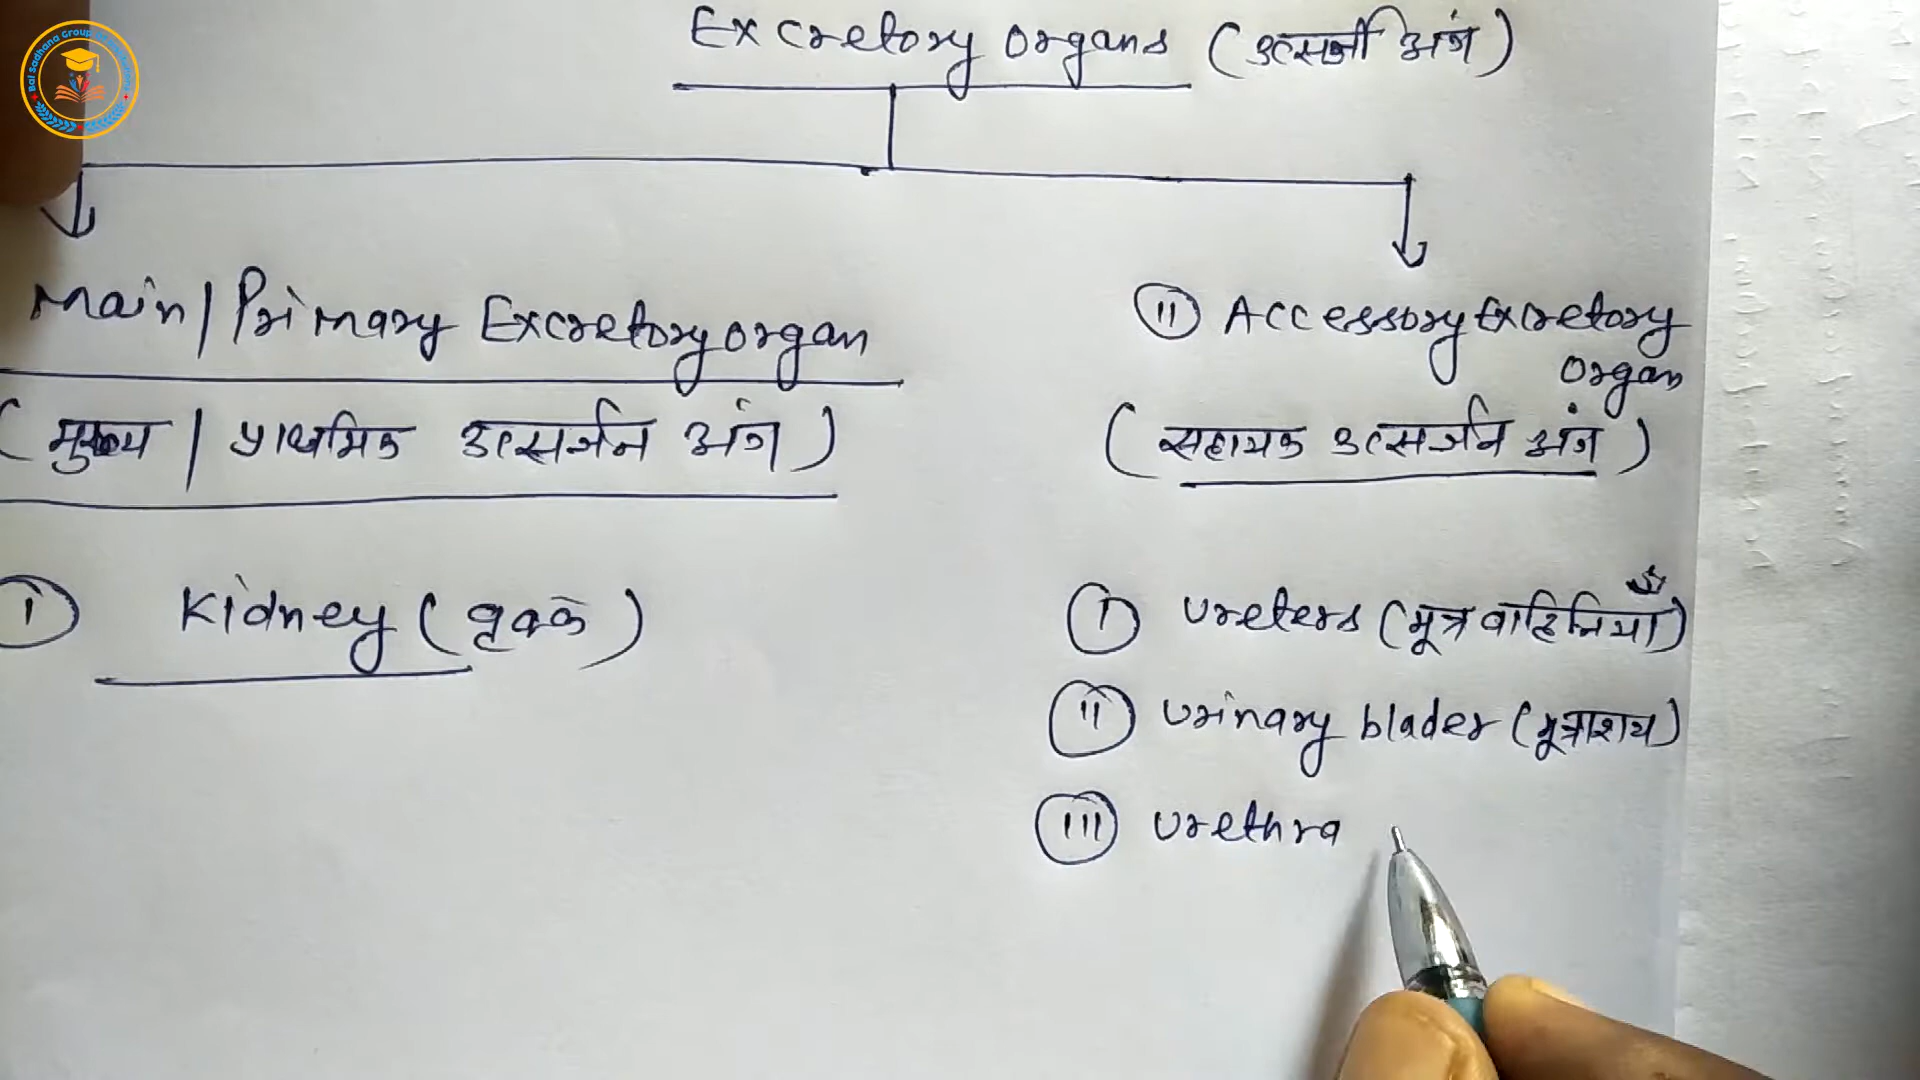 Excretory organs (उत्सर्जी अंग)
Main / Primary Excretory organ
(मुख्य / प्राथमिक उत्सर्जन अंग)
(i) Kidney (वृक्क)
(ii) Accessory Excretory
organ
(सहायक उत्सर्जन अंग)
(i) Ureters (मूत्र वाहिनियाँ)
(ii) Urinary blader (मूत्राशय)
(iii) Urethra